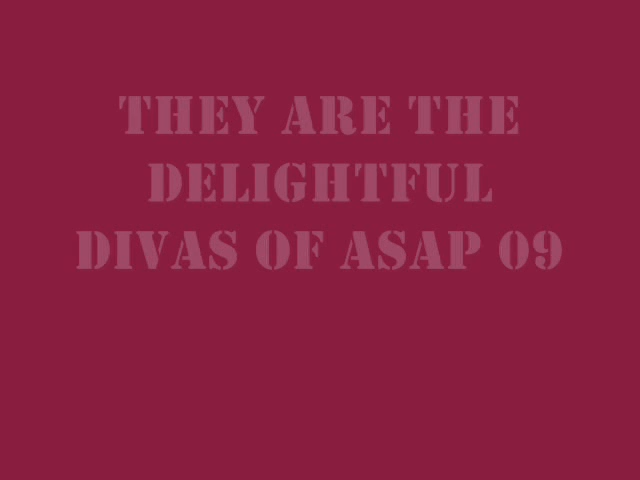 THEY ARE THE
DELIGHTFUL
DIVAS OF ASAP 09